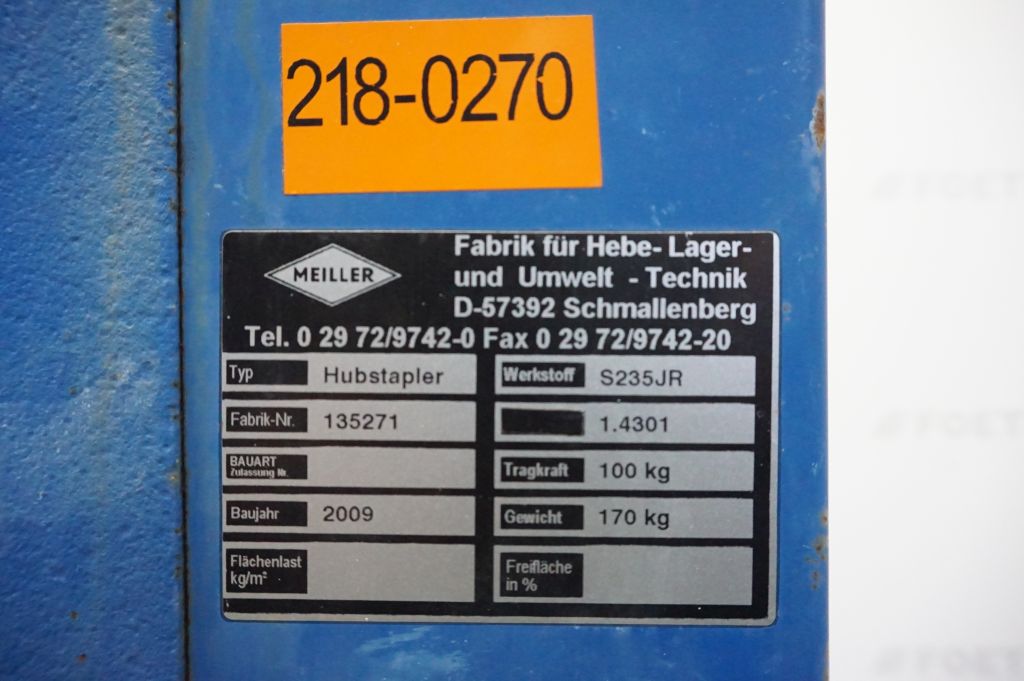 218-0270
MEILLER
Fabrik für Hebe- Lager-
und Umwelt - Technik
D-57392 Schmallenberg
Tel. 0 29 72/9742-0 Fax 0 29 72/9742-20
Typ Hubstapler
Werkstoff S235JR
Fabrik-Nr. 135271
1.4301
BAUART
Zulassung Nr.
Tragkraft 100 kg
Baujahr 2009
Gewicht 170 kg
Flächenlast
kg/m²
Freifläche
in %